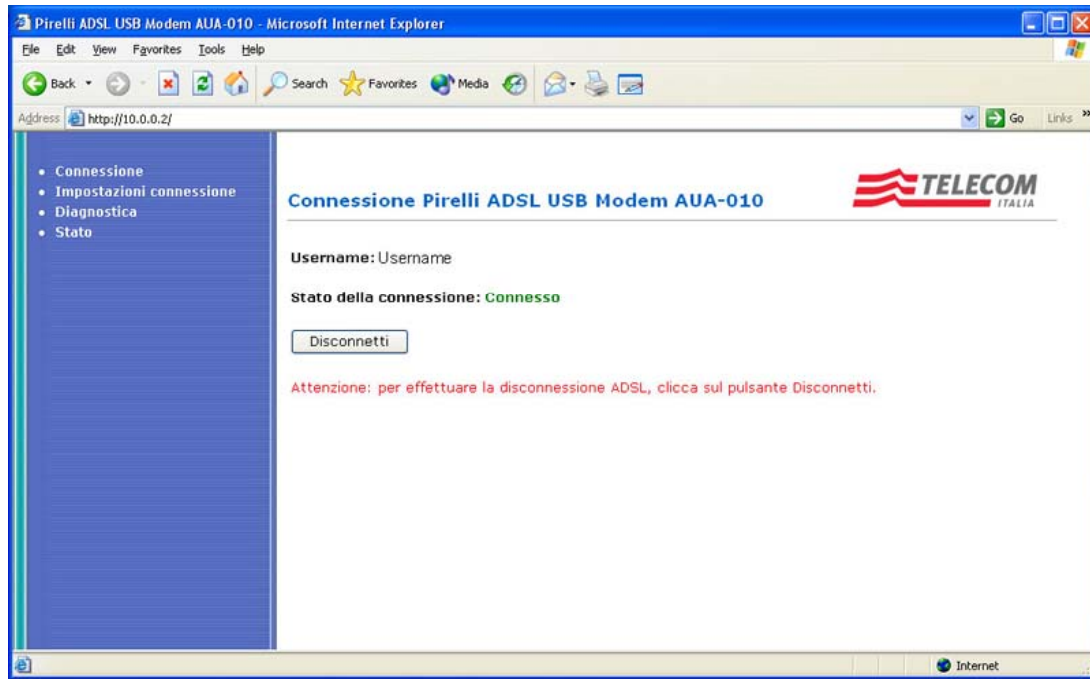 Pirelli ADSL USB Modem AUA-010 - Microsoft Internet Explorer
File Edit View Favorites Tools Help
Back Search Favorites Media
Address http://10.0.0.2/ Go Links »
• Connessione
• Impostazioni connessione
• Diagnostica
• Stato
TELECOM
ITALIA
Connessione Pirelli ADSL USB Modem AUA-010
Username: Username
Stato della connessione: Connesso
Disconnetti
Attenzione: per effettuare la disconnessione ADSL, clicca sul pulsante Disconnetti.
Internet